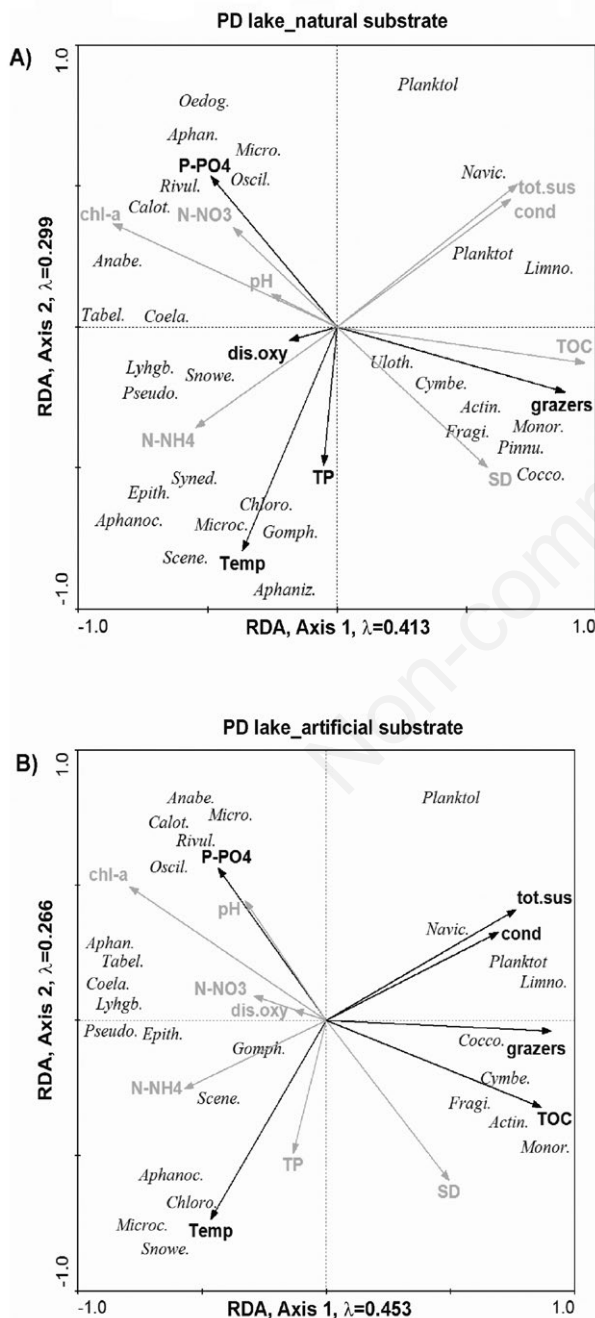 PD lake_natural substrate
A)
1.0
Planktol
Oedog.
Aphan.
Micro.
P-PO4
Rivul. Oscil.
Navic.
tot.sus
chl-a
Calot.
N-NO3
cond
Anabe.
Planktot
Limno.
pH
Tabel. Coela.
dis.oxy
TOC
Uloth.
Lyhgb. Snowe.
Cymbe.
grazers
Pseudo.
Actin.
N-NH4
Fragi. Monor.
Pinnu.
Syned.
TP
SD
Cocco.
Epith.
Chloro.
Aphanoc. Microc. Gomph.
Scene. Temp
Aphaniz.
RDA, Axis 2, λ=0.299
-1.0
-1.0
RDA, Axis 1, λ=0.413
1.0
Non-comp
PD lake_artificial substrate
B)
1.0
Anabe.
Planktol
Calot. Micro.
Rivul.
P-PO4
Oscil.
chl-a
tot.sus
pH
Navic.
cond
Aphan.
Tabel.
Planktot
Coela.
N-NO3
Limno.
Lyhgb.
dis.oxy
Pseudo. Epith.
Cocco.
Gomph.
grazers
N-NH4
Cymbe.
Scene.
Fragi.
TOC
Actin.
Monor.
TP
Aphanoc.
SD
Chloro.
Microc. Temp
Snowe.
RDA, Axis 2, λ=0.266
-1.0
-1.0
RDA, Axis 1, λ=0.453
1.0